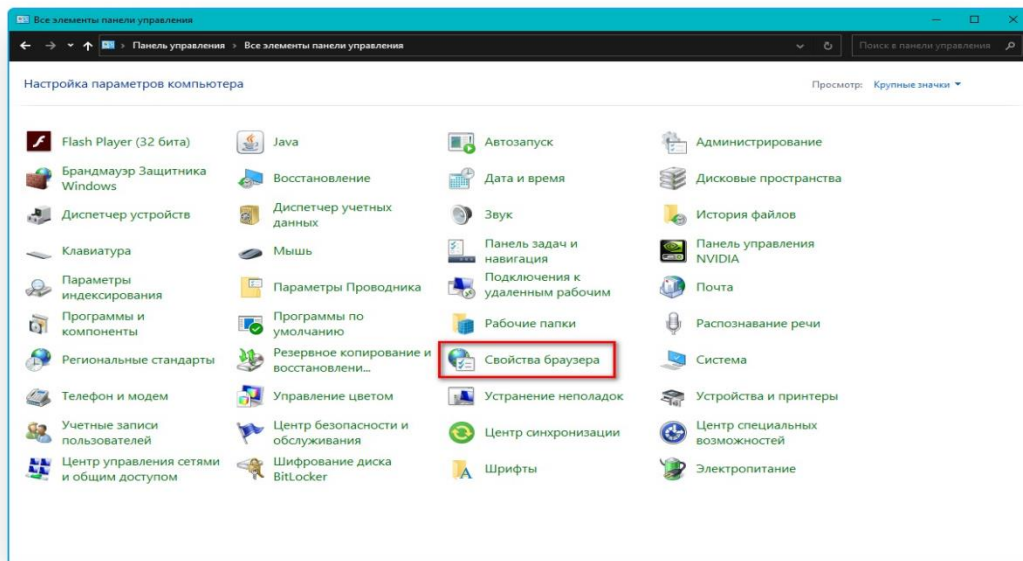 Все элементы панели управления
Панель управления > Все элементы панели управления
Поиск в панели управления
Настройка параметров компьютера
Просмотр: Крупные значки
Flash Player (32 бита)
Java
Автозапуск
Администрирование
Брандмауэр Защитника
Windows
Восстановление
Дата и время
Дисковые пространства
Диспетчер устройств
Диспетчер учетных
данных
Звук
История файлов
Клавиатура
Мышь
Панель задач и
навигация
Панель управления
NVIDIA
Параметры
индексирования
Параметры Проводника
Подключения к
удаленным рабочим
Почта
Программы и
компоненты
Программы по
умолчанию
Рабочие папки
Распознавание речи
Региональные стандарты
Резервное копирование и
восстановлени...
Свойства браузера
Система
Телефон и модем
Управление цветом
Устранение неполадок
Устройства и принтеры
Учетные записи
пользователей
Центр безопасности и
обслуживания
Центр синхронизации
Центр специальных
возможностей
Центр управления сетями
и общим доступом
Шифрование диска
BitLocker
Шрифты
Электропитание